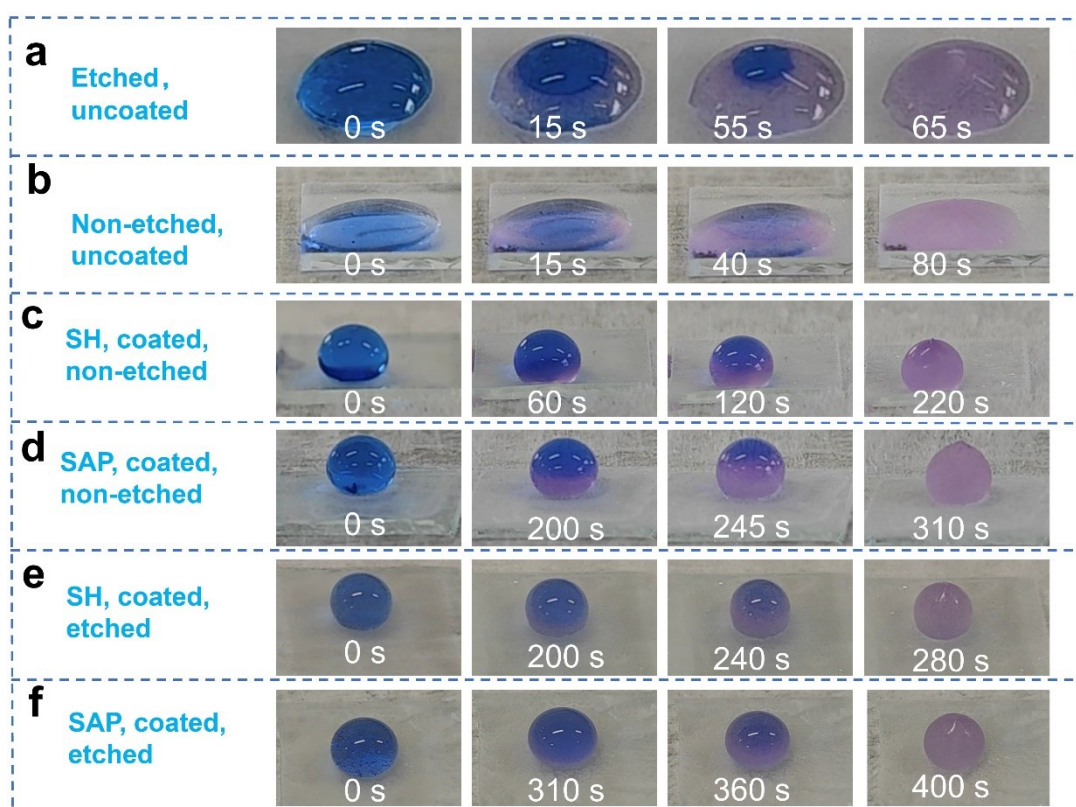 a
Etched,
uncoated
0 s 15 s 55 s 65 s
b
Non-etched,
uncoated
0 s 15 s 40 s 80 s
c
SH, coated,
non-etched
0 s 60 s 120 s 220 s
d
SAP, coated,
non-etched
0 s 200 s 245 s 310 s
e
SH, coated,
etched
0 s 200 s 240 s 280 s
f
SAP, coated,
etched
0 s 310 s 360 s 400 s